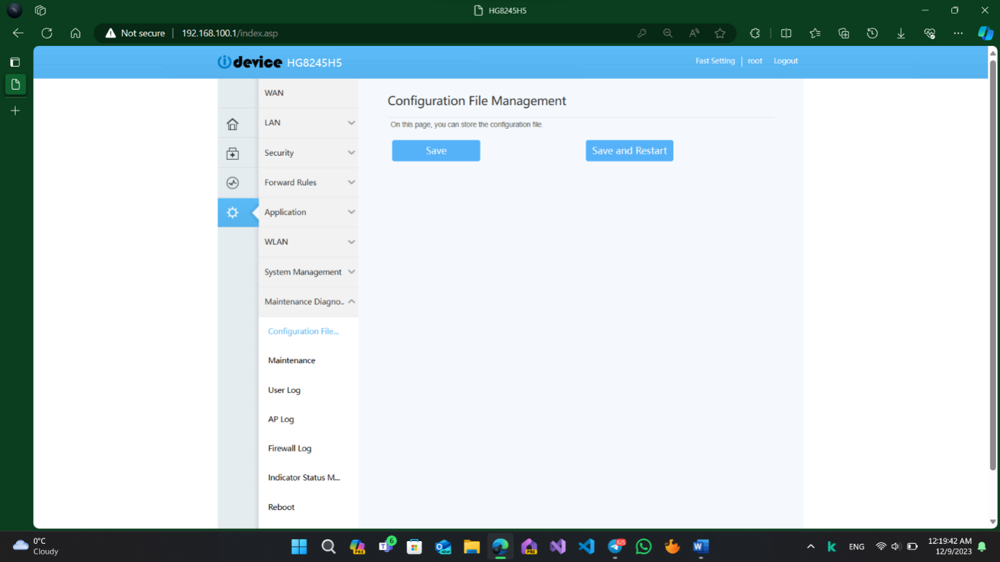 HG8245H5
Not secure
192.168.100.1/index.asp
device HG8245H5
Fast Setting | root Logout
WAN
LAN
Security
Forward Rules
Application
WLAN
System Management
Maintenance Diagno..
Configuration File...
Maintenance
User Log
AP Log
Firewall Log
Indicator Status M...
Reboot
Configuration File Management
On this page, you can store the configuration file.
Save
Save and Restart
0°C
Cloudy
PRE
6
NEW
PRE
825
ENG
12:19:42 AM
12/9/2023